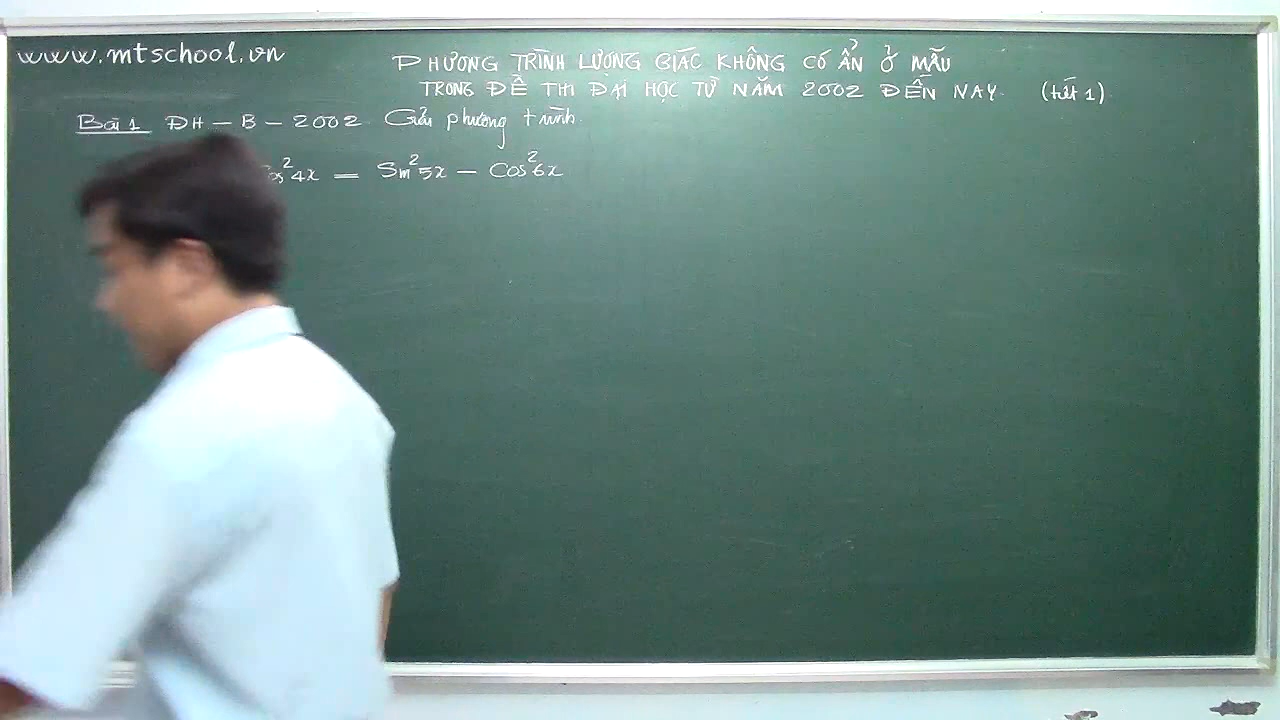 www.mtschool.vn
PHƯƠNG TRÌNH LƯỢNG GIÁC KHÔNG CÓ ẨN Ở MẪU
TRONG ĐỀ THI ĐẠI HỌC TỪ NĂM 2002 ĐẾN NAY (tiết 1)
Bài 1 ĐH - B - 2002 Giải phương trình
Cos²4x = Sin²5x - Cos²6x